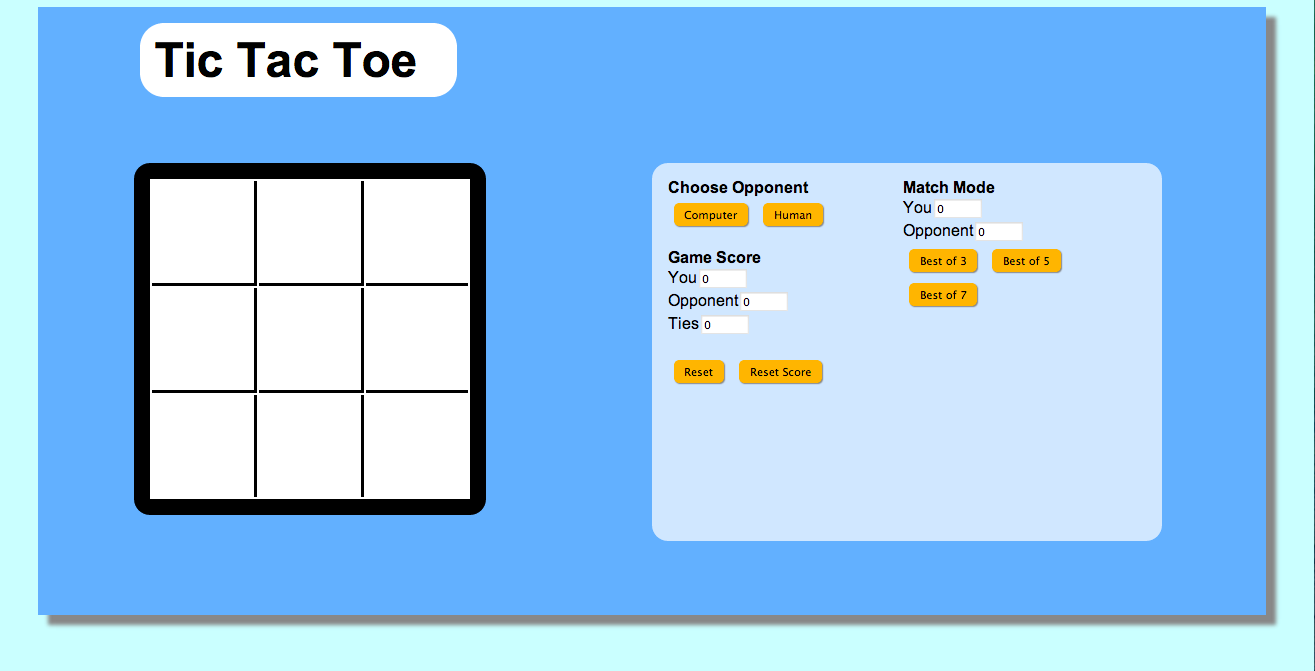 Tic Tac Toe
Choose Opponent
Computer Human
Game Score
You 0
Opponent 0
Ties 0
Reset Reset Score
Match Mode
You 0
Opponent 0
Best of 3 Best of 5
Best of 7